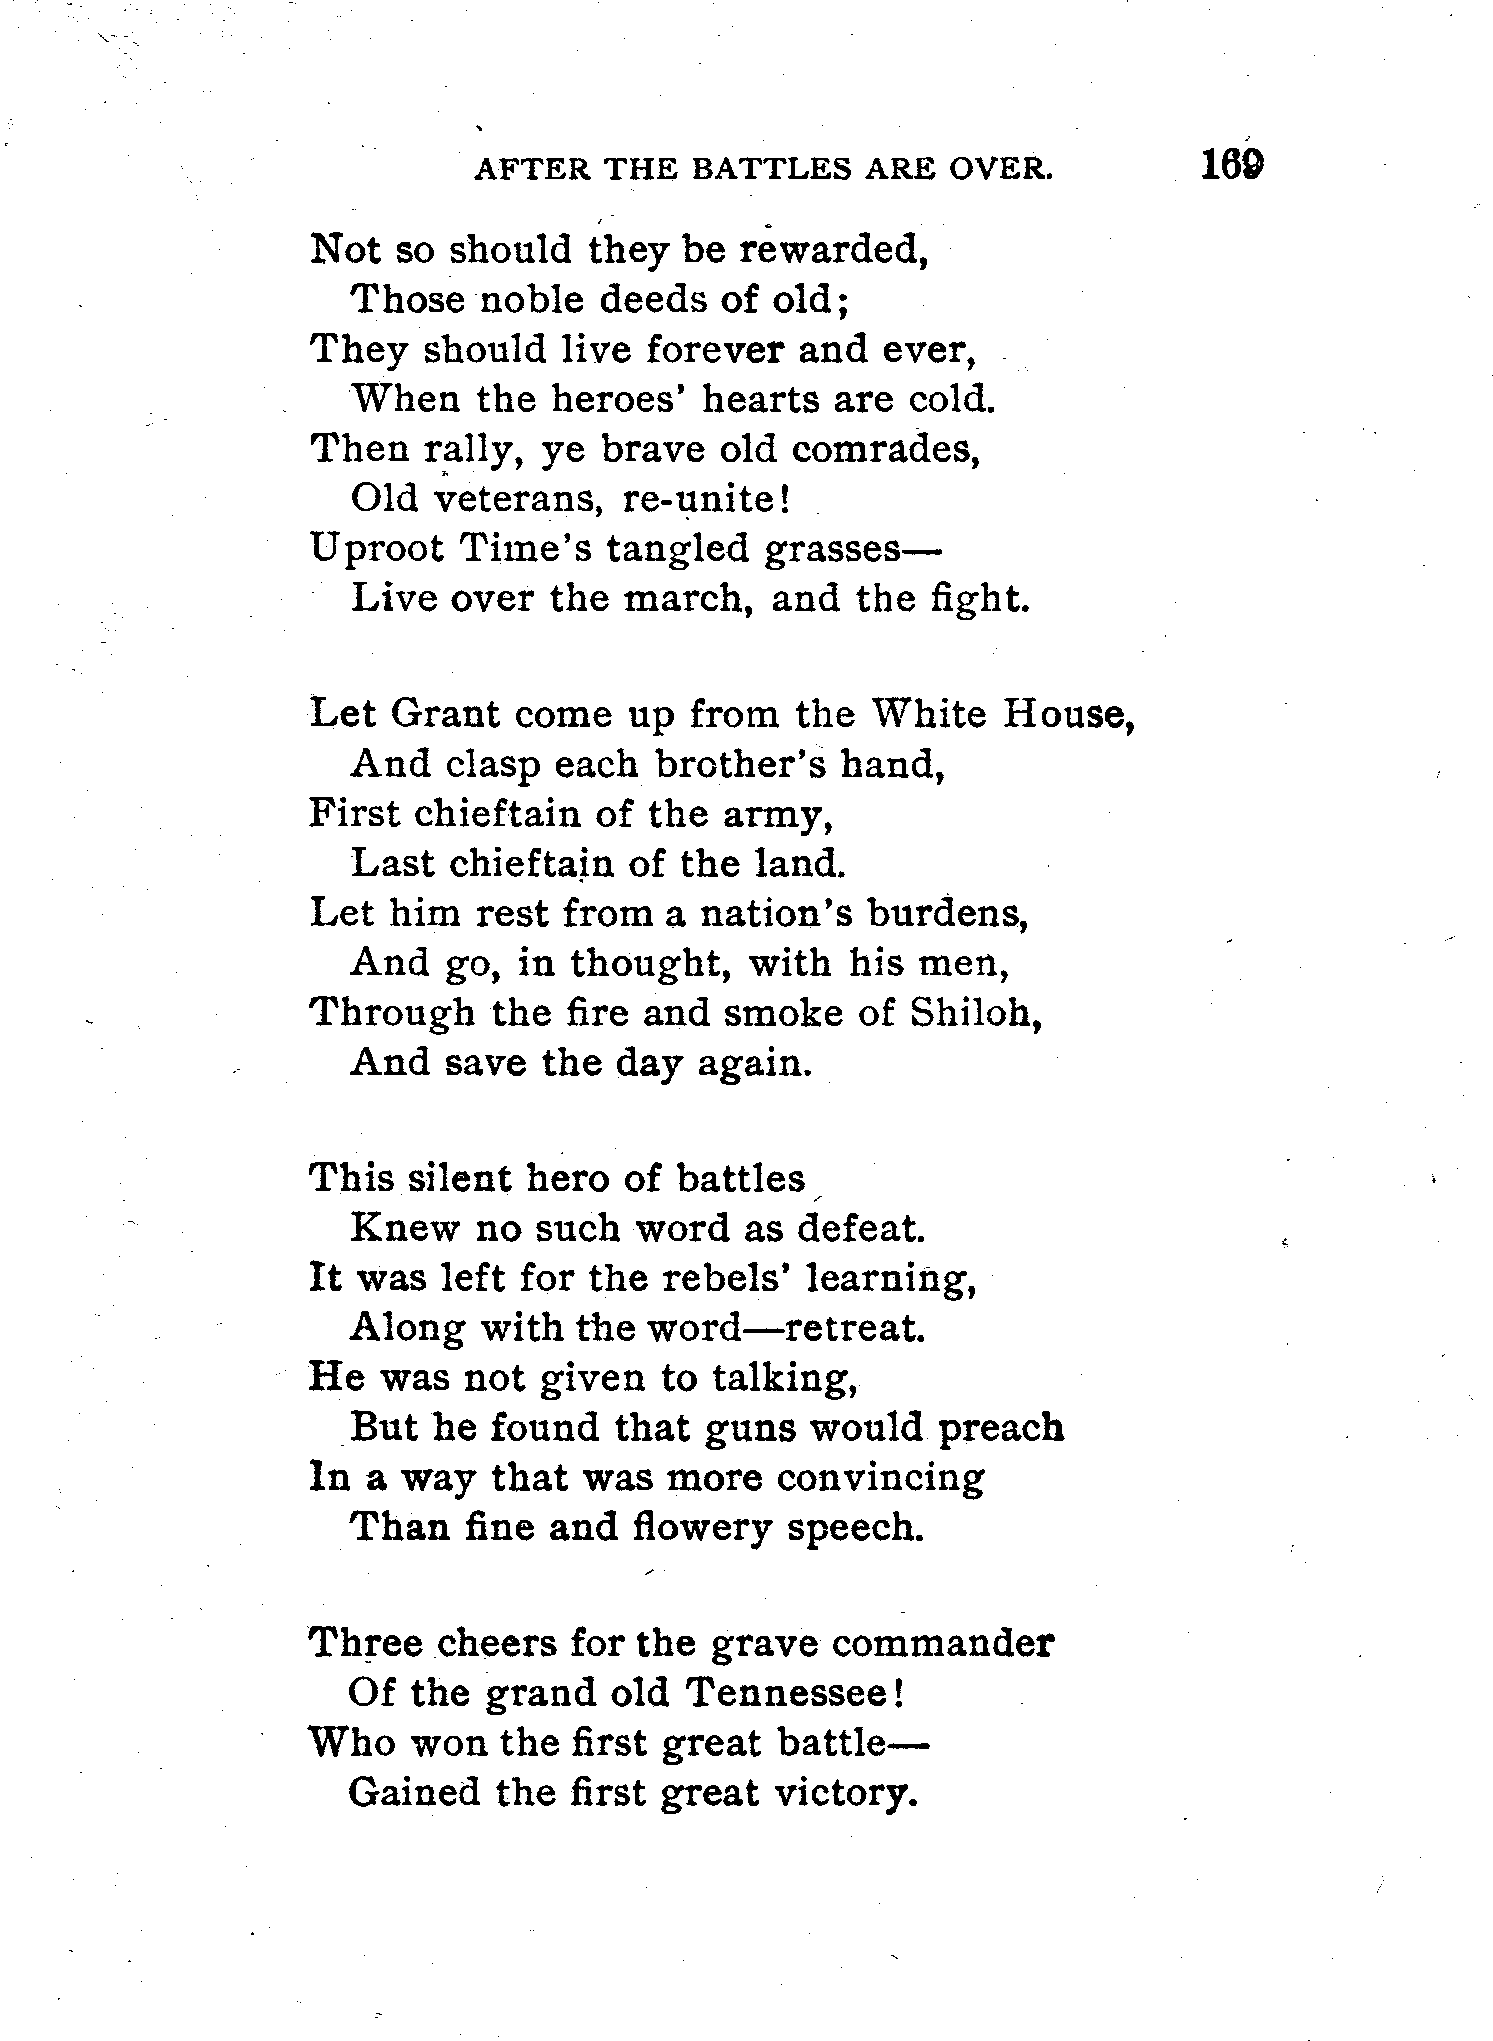 AFTER THE BATTLES ARE OVER. 169
Not so should they be rewarded,
Those noble deeds of old;
They should live forever and ever,
When the heroes' hearts are cold.
Then rally, ye brave old comrades,
Old veterans, re-unite!
Uproot Time's tangled grasses—
Live over the march, and the fight.

Let Grant come up from the White House,
And clasp each brother's hand,
First chieftain of the army,
Last chieftain of the land.
Let him rest from a nation's burdens,
And go, in thought, with his men,
Through the fire and smoke of Shiloh,
And save the day again.

This silent hero of battles
Knew no such word as defeat.
It was left for the rebels' learning,
Along with the word—retreat.
He was not given to talking,
But he found that guns would preach
In a way that was more convincing
Than fine and flowery speech.

Three cheers for the grave commander
Of the grand old Tennessee!
Who won the first great battle—
Gained the first great victory.